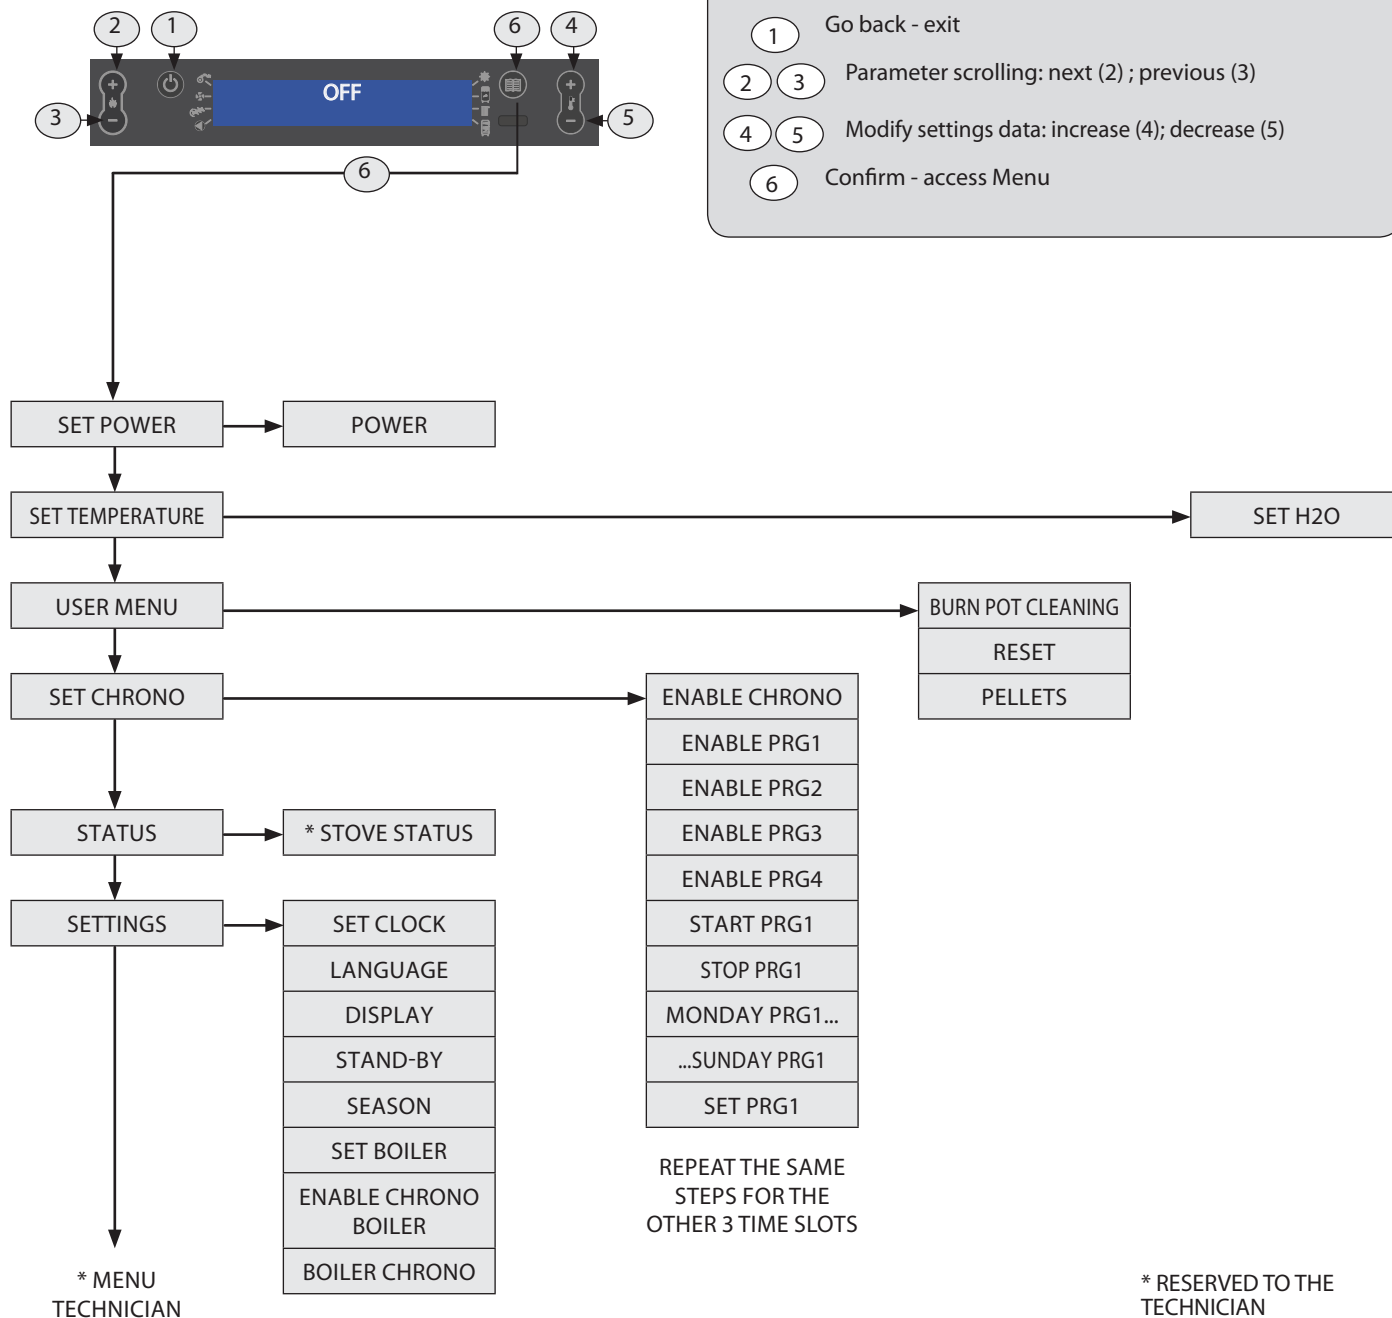 2 1 6 4
OFF
3 5
6
1 Go back - exit
2 3 Parameter scrolling: next (2) ; previous (3)
4 5 Modify settings data: increase (4); decrease (5)
6 Confirm - access Menu
SET POWER
POWER
SET TEMPERATURE
SET H2O
USER MENU
BURN POT CLEANING
RESET
PELLETS
SET CHRONO
ENABLE CHRONO
ENABLE PRG1
ENABLE PRG2
ENABLE PRG3
ENABLE PRG4
START PRG1
STOP PRG1
MONDAY PRG1...
...SUNDAY PRG1
SET PRG1
REPEAT THE SAME
STEPS FOR THE
OTHER 3 TIME SLOTS
STATUS
* STOVE STATUS
SETTINGS
SET CLOCK
LANGUAGE
DISPLAY
STAND-BY
SEASON
SET BOILER
ENABLE CHRONO
BOILER
BOILER CHRONO
* MENU
TECHNICIAN
* RESERVED TO THE
TECHNICIAN